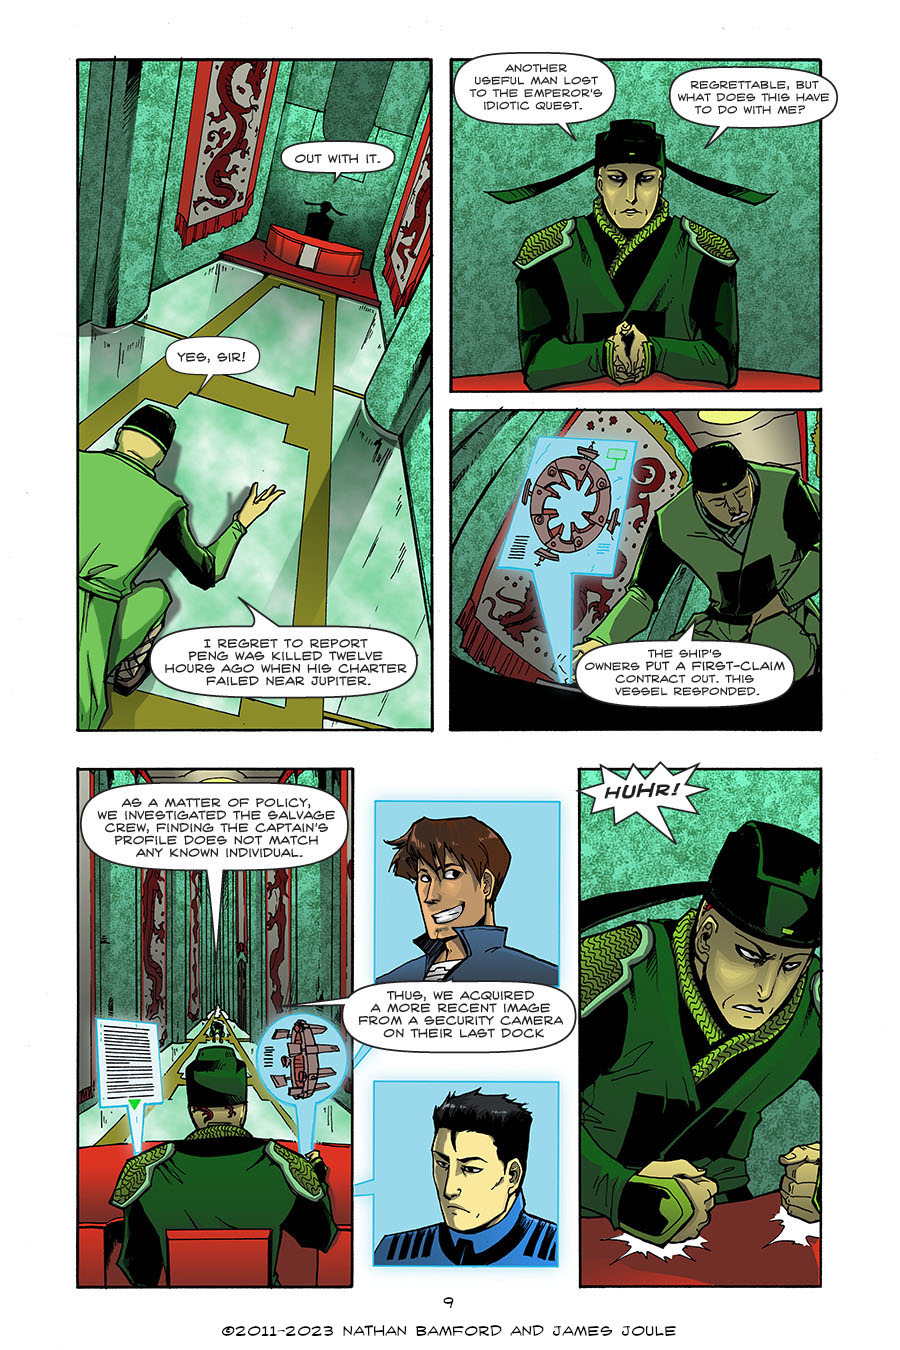 OUT WITH IT.
YES, SIR!
I REGRET TO REPORT
PENG WAS KILLED TWELVE
HOURS AGO WHEN HIS CHARTER
FAILED NEAR JUPITER.
ANOTHER
USEFUL MAN LOST
TO THE EMPEROR'S
IDIOTIC QUEST.
REGRETTABLE, BUT
WHAT DOES THIS HAVE
TO DO WITH ME?
THE SHIP'S
OWNERS PUT A FIRST-CLAIM
CONTRACT OUT. THIS
VESSEL RESPONDED.
AS A MATTER OF POLICY,
WE INVESTIGATED THE SALVAGE
CREW, FINDING THE CAPTAIN'S
PROFILE DOES NOT MATCH
ANY KNOWN INDIVIDUAL.
THUS, WE ACQUIRED
A MORE RECENT IMAGE
FROM A SECURITY CAMERA
ON THEIR LAST DOCK
HUHR!
9
©2011-2023 NATHAN BAMFORD AND JAMES JOULE